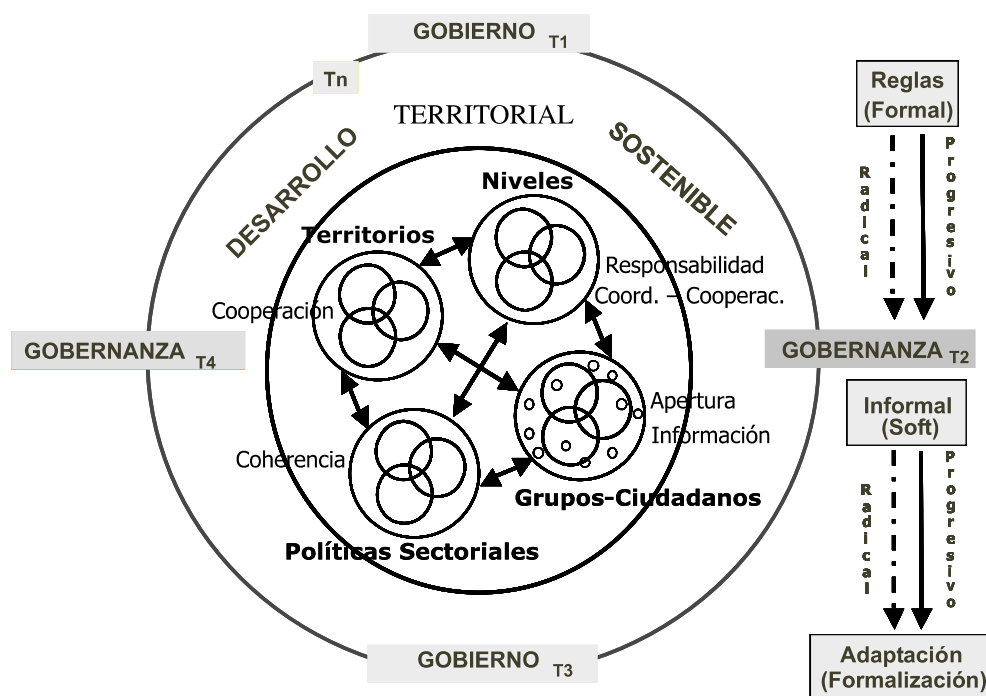 GOBIERNO T1
Tn
TERRITORIAL
DESARROLLO
SOSTENIBLE
Niveles
Territorios
Responsabilidad
Coord. – Cooperac.
Cooperación
GOBERNANZA T4
Apertura
Información
Coherencia
Grupos-Ciudadanos
Políticas Sectoriales
GOBIERNO T3
Reglas
(Formal)
Radical
Progresivo
GOBERNANZA T2
Informal
(Soft)
Radical
Progresivo
Adaptación
(Formalización)